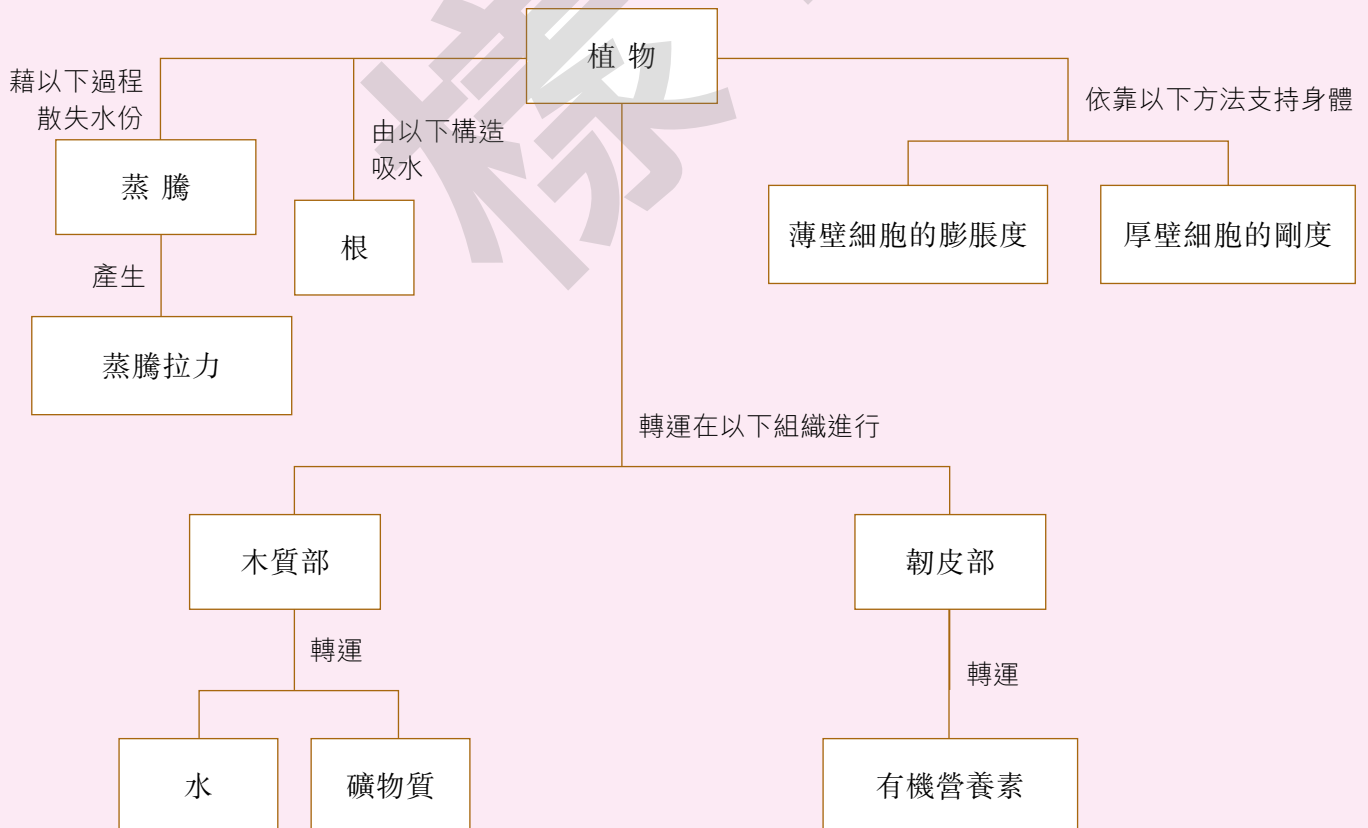 樣
植物
藉以下過程
散失水份
由以下構造
吸水
依靠以下方法支持身體
蒸騰
根
薄壁細胞的膨脹度
厚壁細胞的剛度
產生
蒸騰拉力
轉運在以下組織進行
木質部
韌皮部
轉運
轉運
水
礦物質
有機營養素